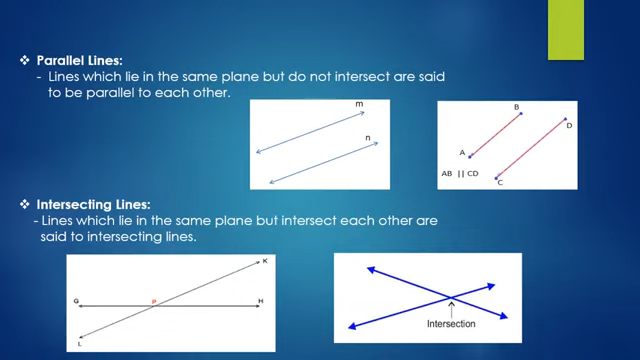 ❖ Parallel Lines:
- Lines which lie in the same plane but do not intersect are said
to be parallel to each other.
m
n
B
D
A
C
AB || CD
❖ Intersecting Lines:
- Lines which lie in the same plane but intersect each other are
said to intersecting lines.
K
G P H
L
Intersection